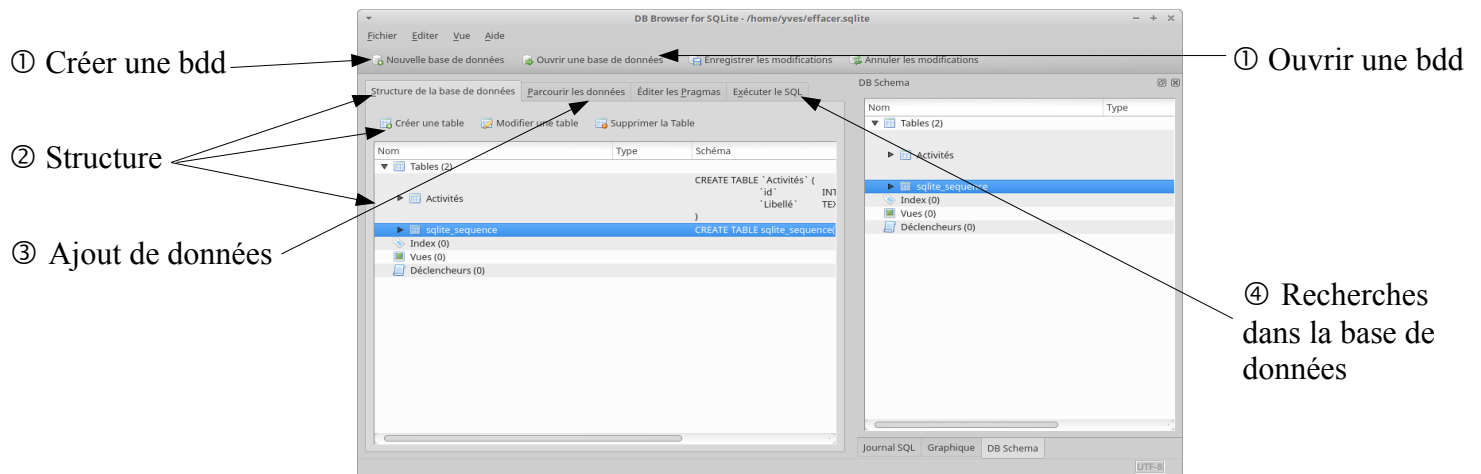 DB Browser for SQLite - /home/yves/effacer.sqlite
Fichier Editer Vue Aide
① Créer une bdd
Nouvelle base de données Ouvrir une base de données Enregistrer les modifications Annuler les modifications
① Ouvrir une bdd
Structure de la base de données Parcourir les données Éditer les Pragmas Exécuter le SQL
Créer une table Modifier une table Supprimer la Table
② Structure
Nom Type Schéma
Tables (2)
Activités
CREATE TABLE `Activités` (
`id` INT
`Libellé` TEX
)
sqlite_sequence CREATE TABLE sqlite_sequence(
Index (0)
Vues (0)
Déclencheurs (0)
③ Ajout de données
DB Schema
Nom Type
Tables (2)
Activités
sqlite_sequence
Index (0)
Vues (0)
Déclencheurs (0)
④ Recherches
dans la base de
données
Journal SQL Graphique DB Schema
UTF-8